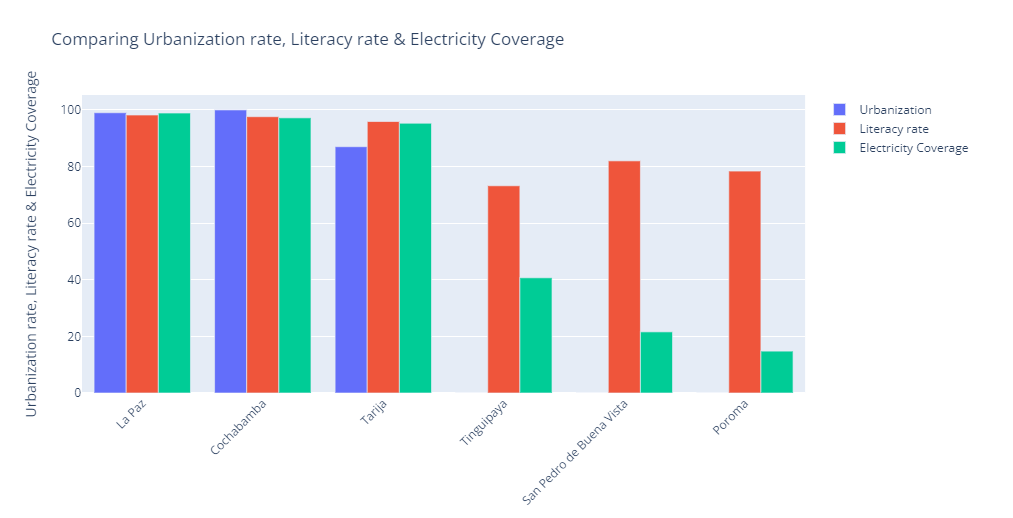 Comparing Urbanization rate, Literacy rate & Electricity Coverage
Urbanization rate, Literacy rate & Electricity Coverage
100
80
60
40
20
0
La Paz
Cochabamba
Tarija
Tinguipaya
San Pedro de Buena Vista
Poroma
Urbanization
Literacy rate
Electricity Coverage